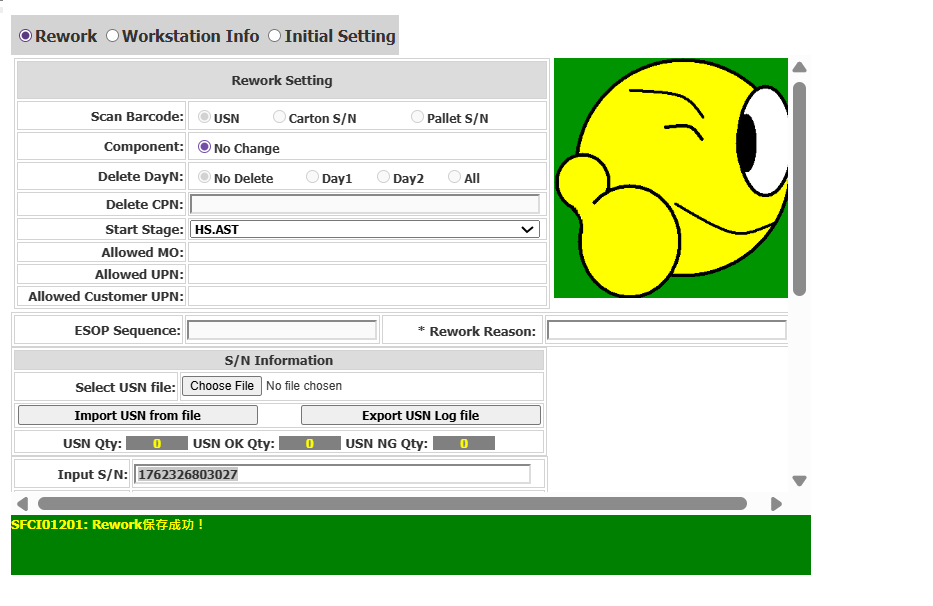 Rework Workstation Info Initial Setting
Rework Setting
Scan Barcode: USN Carton S/N Pallet S/N
Component: No Change
Delete DayN: No Delete Day1 Day2 All
Delete CPN:
Start Stage: HS.AST
Allowed MO:
Allowed UPN:
Allowed Customer UPN:
ESOP Sequence: * Rework Reason:
S/N Information
Select USN file: Choose File No file chosen
Import USN from file Export USN Log file
USN Qty: 0 USN OK Qty: 0 USN NG Qty: 0
Input S/N: 1762326803027
SFCI01201: Rework保存成功！